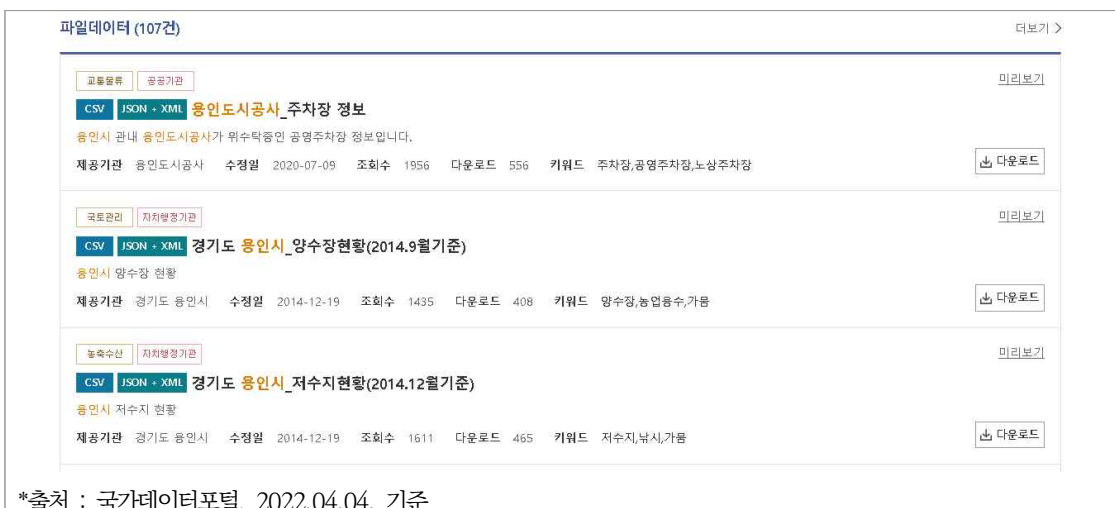 파일데이터 (107건) 더보기 >
교통물류 공공기관 미리보기
CSV JSON + XML 용인도시공사_주차장 정보
용인시 관내 용인도시공사가 위수탁중인 공영주차장 정보입니다.
제공기관 용인도시공사 수정일 2020-07-09 조회수 1956 다운로드 556 키워드 주차장,공영주차장,노상주차장 다운로드
국토관리 자치행정기관 미리보기
CSV JSON + XML 경기도 용인시_양수장현황(2014.9월기준)
용인시 양수장 현황
제공기관 경기도 용인시 수정일 2014-12-19 조회수 1435 다운로드 408 키워드 양수장,농업용수,가뭄 다운로드
농축수산 자치행정기관 미리보기
CSV JSON + XML 경기도 용인시_저수지현황(2014.12월기준)
용인시 저수지 현황
제공기관 경기도 용인시 수정일 2014-12-19 조회수 1611 다운로드 465 키워드 저수지,낚시,가뭄 다운로드
*출처 : 국가데이터포털, 2022.04.04. 기준